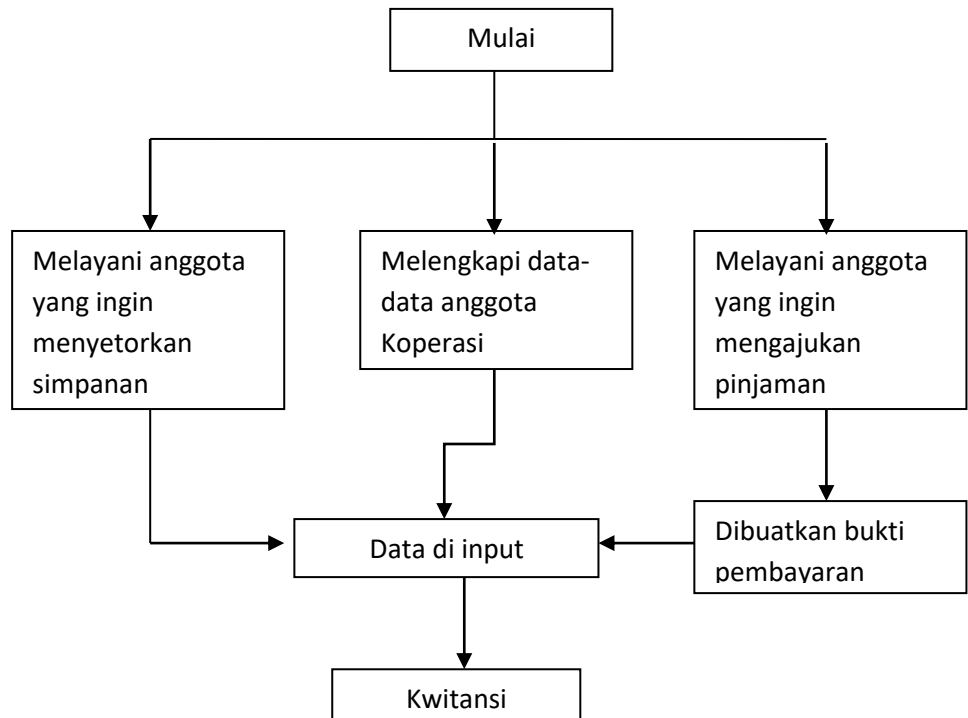 Mulai
Melayani anggota
yang ingin
menyetorkan
simpanan
Melengkapi data-
data anggota
Koperasi
Melayani anggota
yang ingin
mengajukan
pinjaman
Data di input
Dibuatkan bukti
pembayaran
Kwitansi